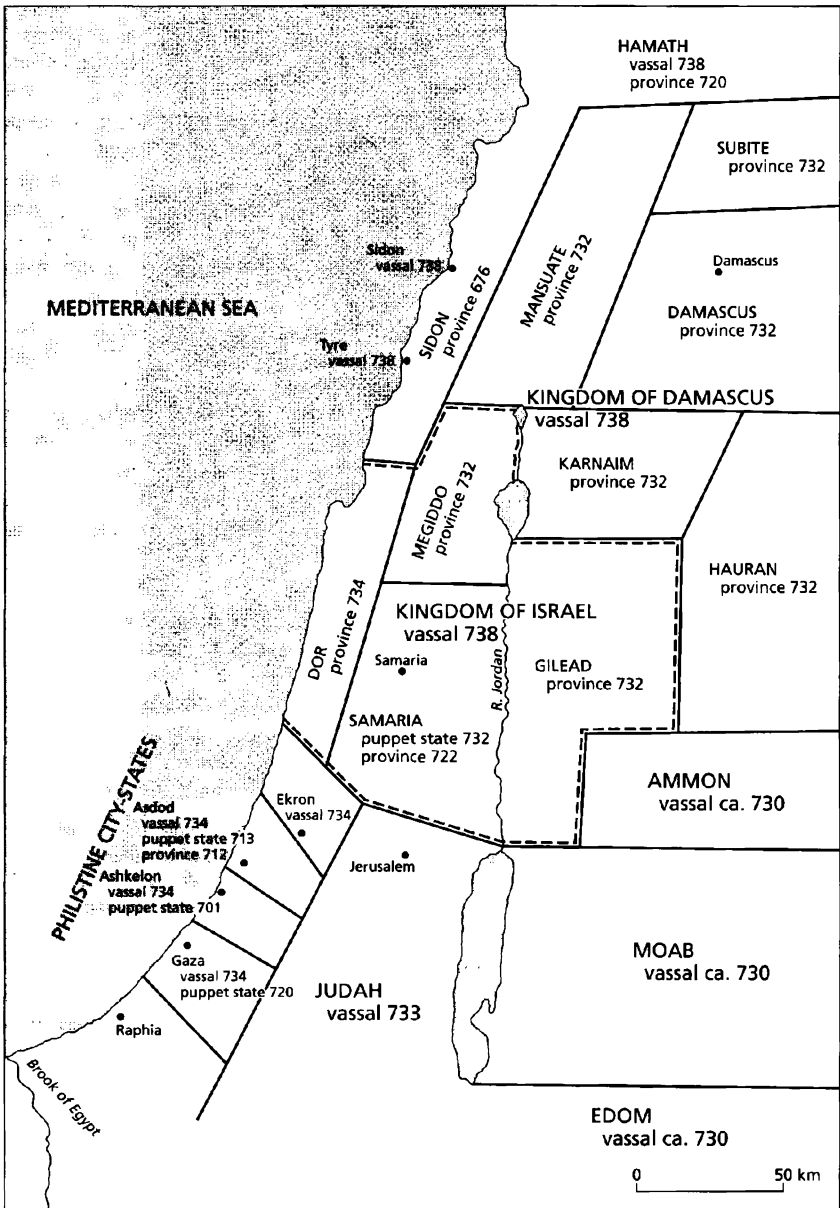 HAMATH
vassal 738
province 720
SUBITE
province 732
MANSUATE
province 732
Damascus
DAMASCUS
province 732
Sidon
vassal 738
SIDON
province 676
MEDITERRANEAN SEA
Tyre
vassal 738
KINGDOM OF DAMASCUS
vassal 738
KARNAIM
province 732
MEGIDDO
province 732
HAURAN
province 732
DOR
province 734
KINGDOM OF ISRAEL
vassal 738
Samaria
R. Jordan
GILEAD
province 732
SAMARIA
puppet state 732
province 722
AMMON
vassal ca. 730
PHILISTINE CITY-STATES
Asdod
vassal 734
puppet state 713
province 712
Ekron
vassal 734
Ashkelon
vassal 734
puppet state 701
Jerusalem
Gaza
vassal 734
puppet state 720
JUDAH
vassal 733
MOAB
vassal ca. 730
Raphia
Brook of Egypt
EDOM
vassal ca. 730
0 50 km